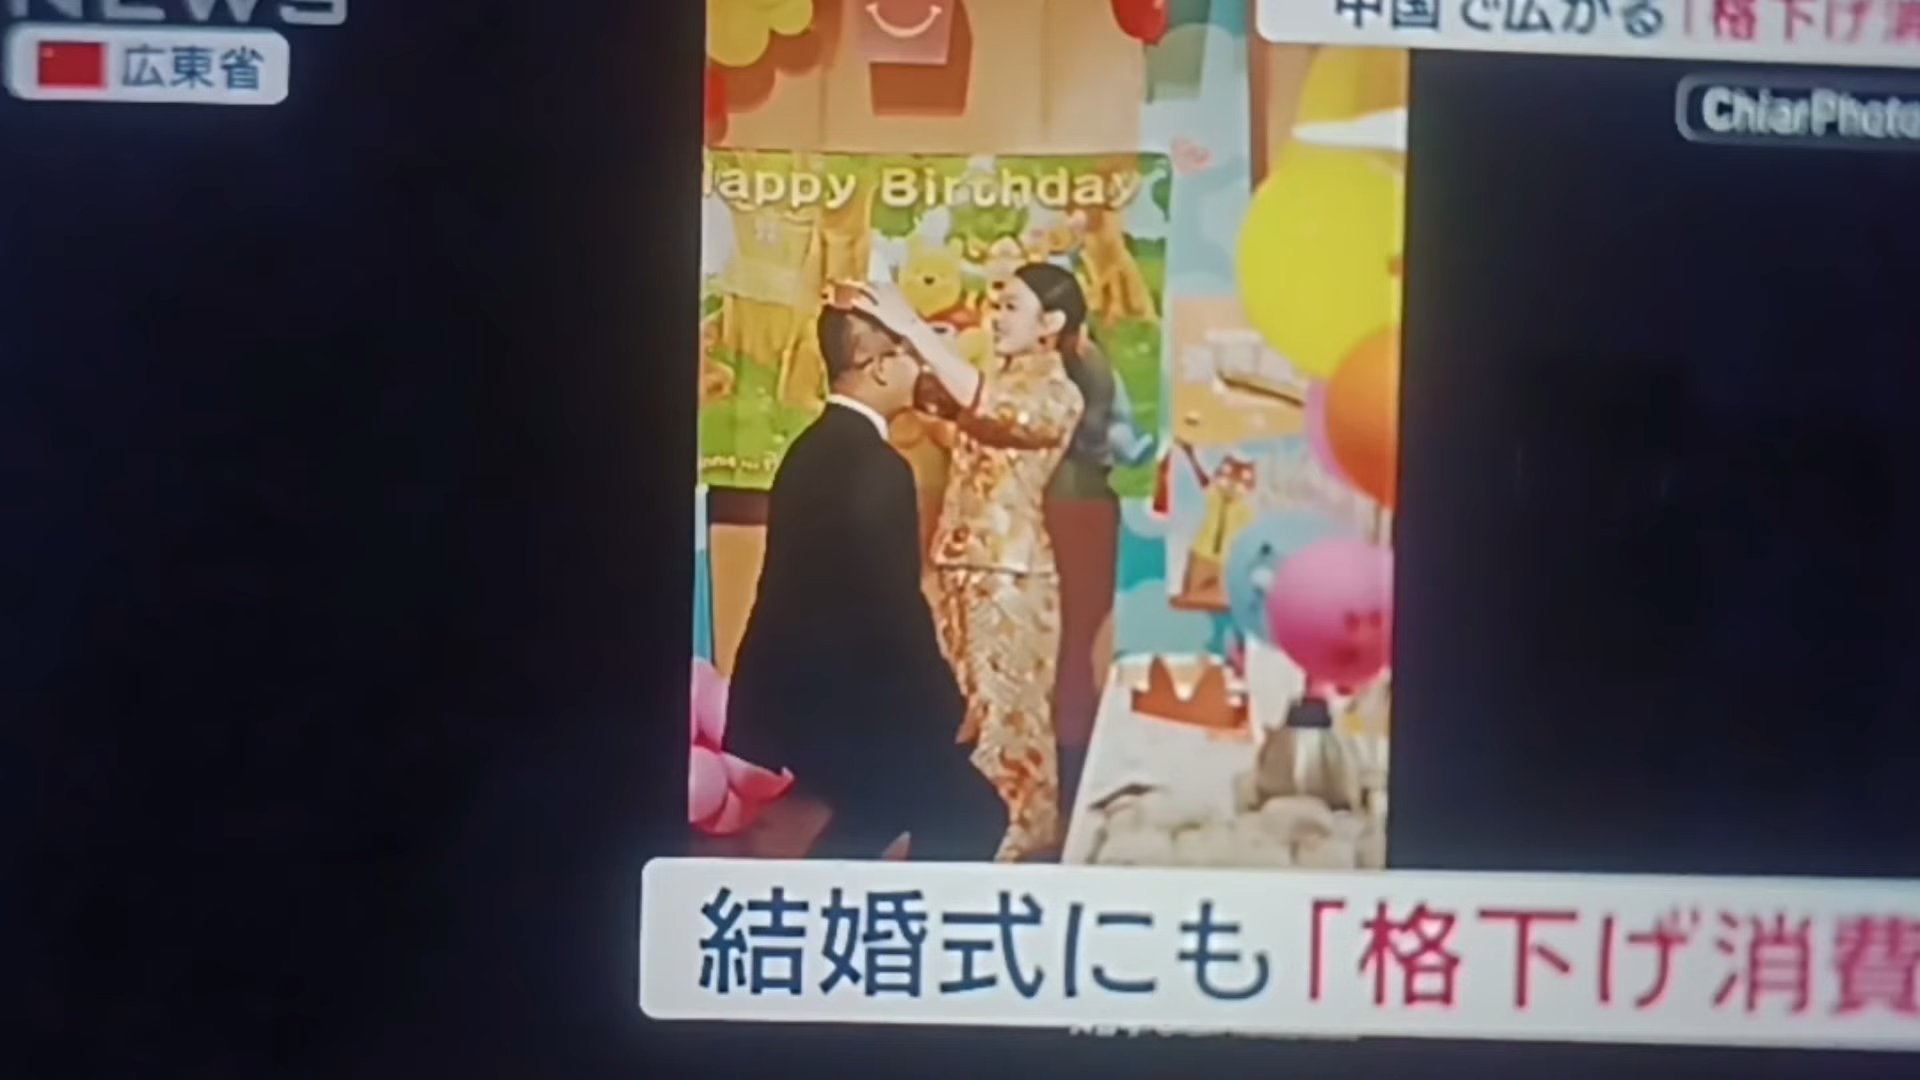 NEWS
広東省
中国で広がる「格下げ消
ChiarPhoto
appy Birthday
結婚式にも「格下げ消費